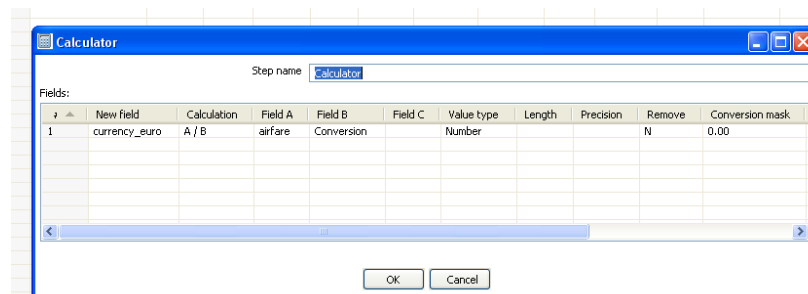 Calculator
Step name Calculator
Fields:
New field Calculation Field A Field B Field C Value type Length Precision Remove Conversion mask
1 currency_euro A / B airfare Conversion Number N 0.00
OK Cancel